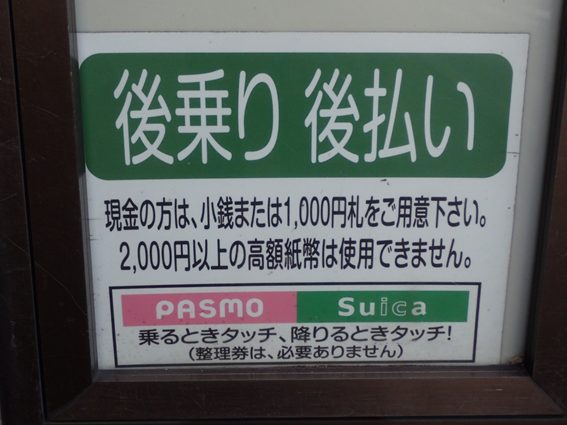 後乗り 後払い
現金の方は、小銭または1,000円札をご用意下さい。
2,000円以上の高額紙幣は使用できません。
PASMO Suica
乗るときタッチ、降りるときタッチ!
(整理券は、必要ありません)